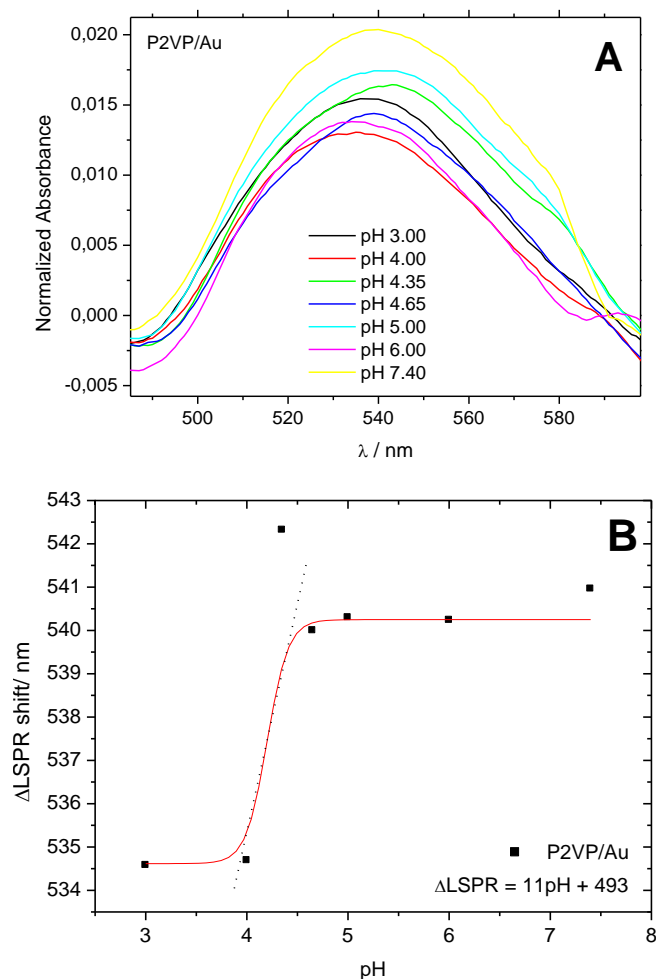 P2VP/Au
A
0,020
0,015
0,010
0,005
0,000
-0,005
Normalized Absorbance
pH 3.00
pH 4.00
pH 4.35
pH 4.65
pH 5.00
pH 6.00
pH 7.40
500 520 540 560 580
λ / nm
B
543
542
541
540
539
538
537
536
535
534
ΔLSPR shift/ nm
P2VP/Au
ΔLSPR = 11pH + 493
2 3 4 5 6 7 8
pH